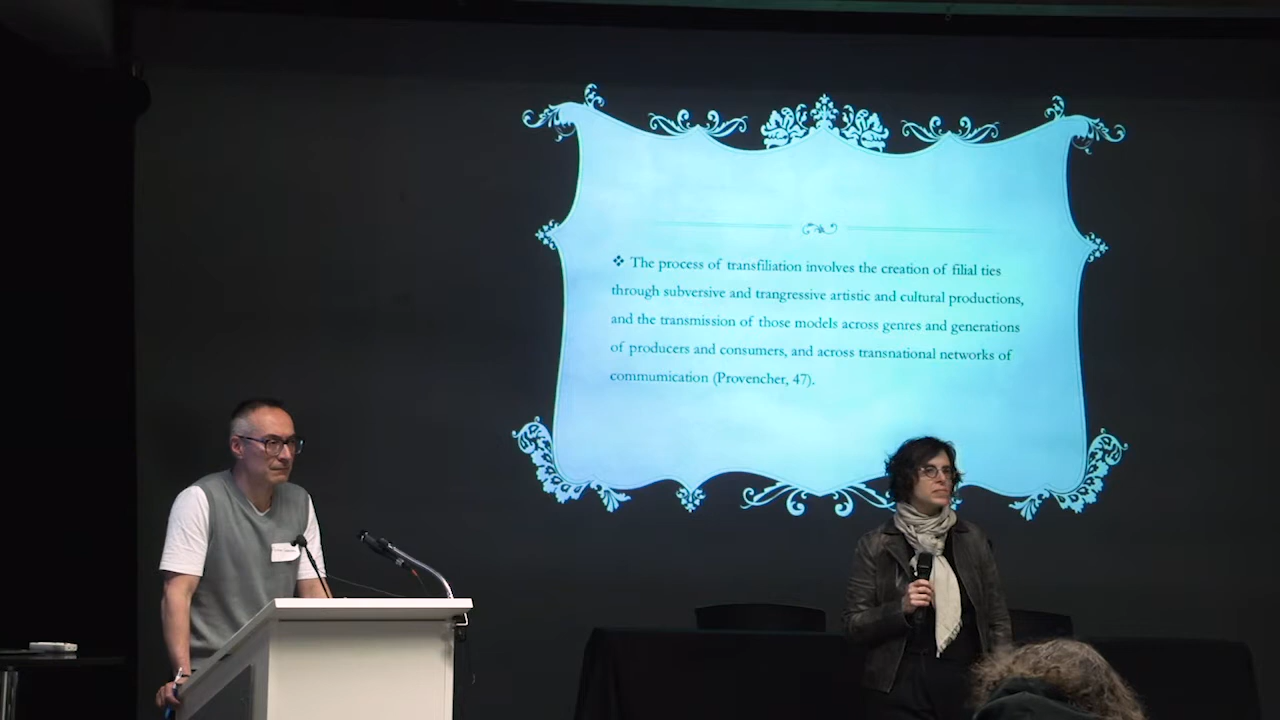 ❖ The process of transfiliation involves the creation of filial ties
through subversive and trangressive artistic and cultural productions,
and the transmission of those models across genres and generations
of producers and consumers, and across transnational networks of
commumication (Provencher, 47).